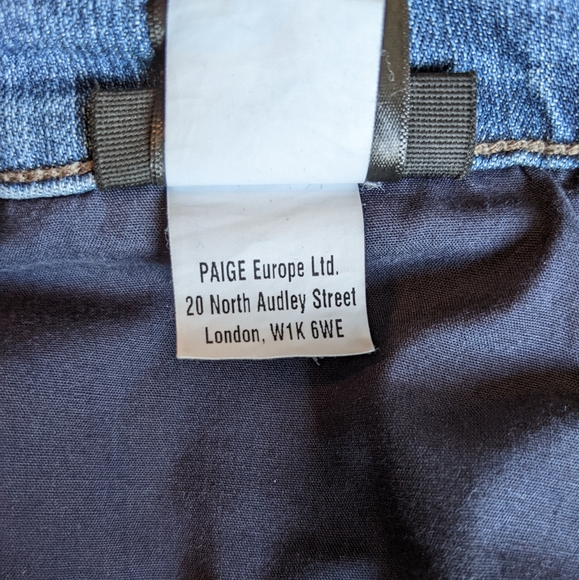 PAIGE Europe Ltd.
20 North Audley Street
London, W1K 6WE